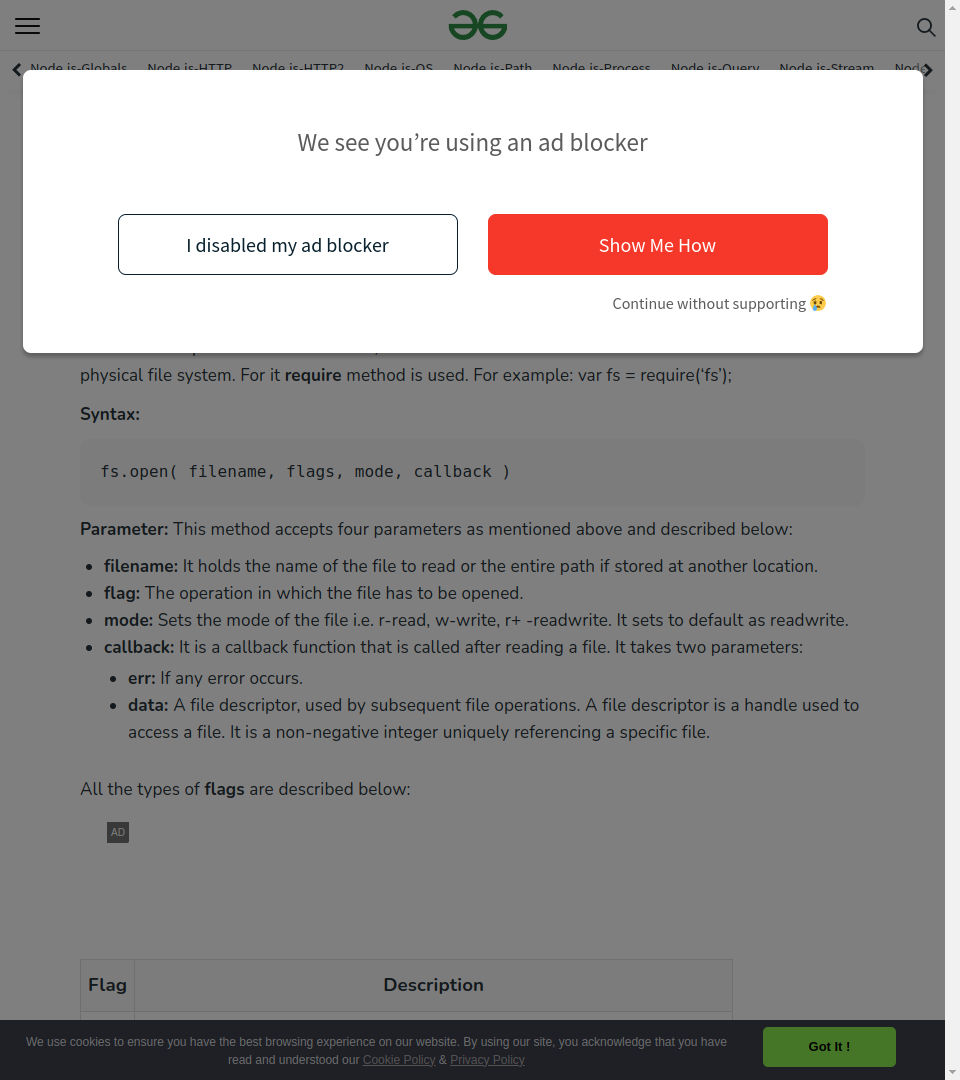 Node.js-Globals Node.js-HTTP Node.js-HTTP2 Node.js-OS Node.js-Path Node.js-Process Node.js-Query Node.js-Stream Node
We see you’re using an ad blocker
I disabled my ad blocker
Show Me How
Continue without supporting 😢
physical file system. For it require method is used. For example: var fs = require(‘fs’);
Syntax:
fs.open( filename, flags, mode, callback )
Parameter: This method accepts four parameters as mentioned above and described below:
filename: It holds the name of the file to read or the entire path if stored at another location.
flag: The operation in which the file has to be opened.
mode: Sets the mode of the file i.e. r-read, w-write, r+ -readwrite. It sets to default as readwrite.
callback: It is a callback function that is called after reading a file. It takes two parameters:
err: If any error occurs.
data: A file descriptor, used by subsequent file operations. A file descriptor is a handle used to
access a file. It is a non-negative integer uniquely referencing a specific file.
All the types of flags are described below:
AD
Flag Description
We use cookies to ensure you have the best browsing experience on our website. By using our site, you acknowledge that you have
read and understood our Cookie Policy & Privacy Policy
Got It !